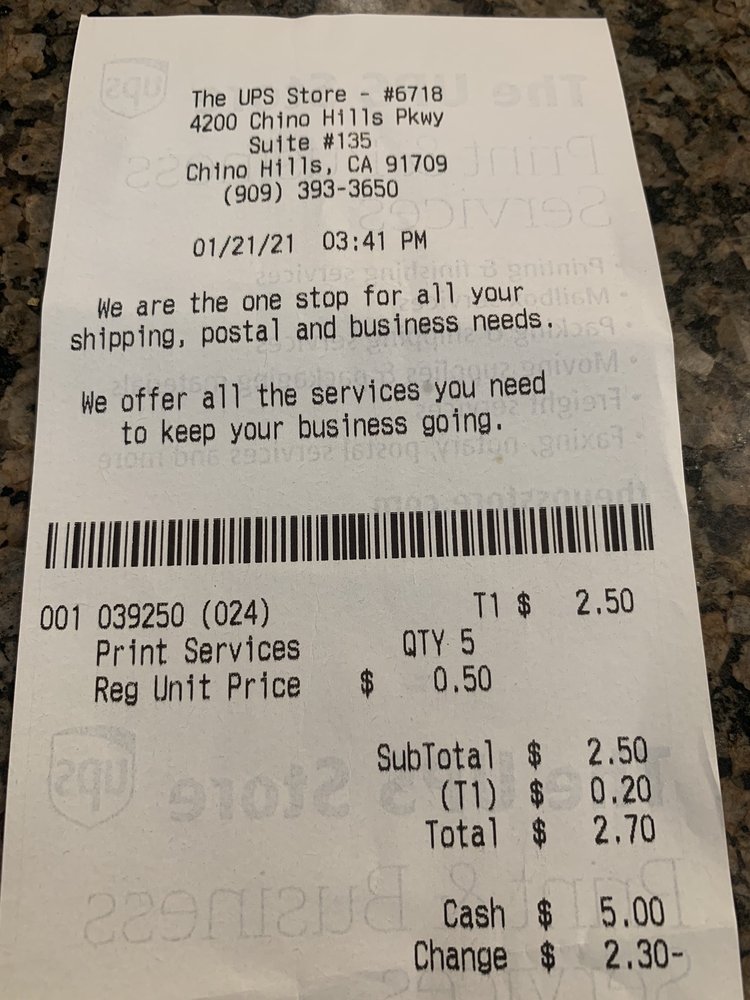 The UPS Store - #6718
4200 Chino Hills Pkwy
Suite #135
Chino Hills, CA 91709
(909) 393-3650
01/21/21 03:41 PM
We are the one stop for all your
shipping, postal and business needs.
We offer all the services you need
to keep your business going.
001 039250 (024) T1 $ 2.50
Print Services QTY 5
Reg Unit Price $ 0.50
SubTotal $ 2.50
(T1) $ 0.20
Total $ 2.70
Cash $ 5.00
Change $ 2.30-